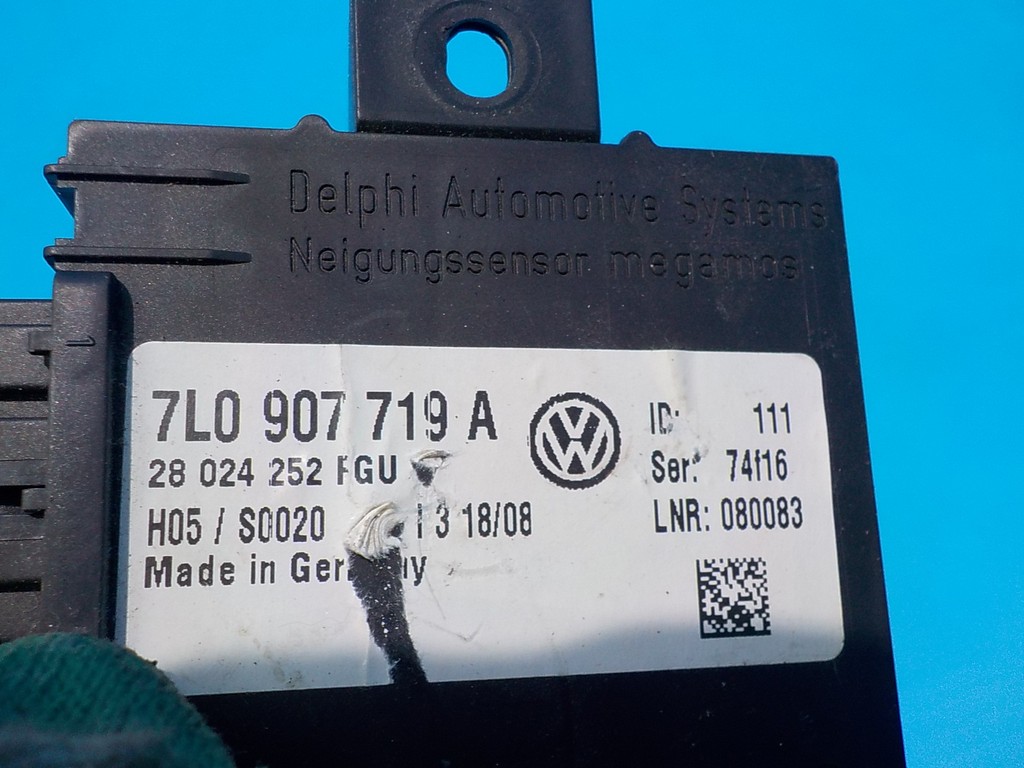 Delphi Automotive Systems
Neigungssensor megamos
1
7L0 907 719 A
28 024 252 FGU
H05 / S0020 3 18/08
Made in
ID: 111
Ser: 74f16
LNR: 080083